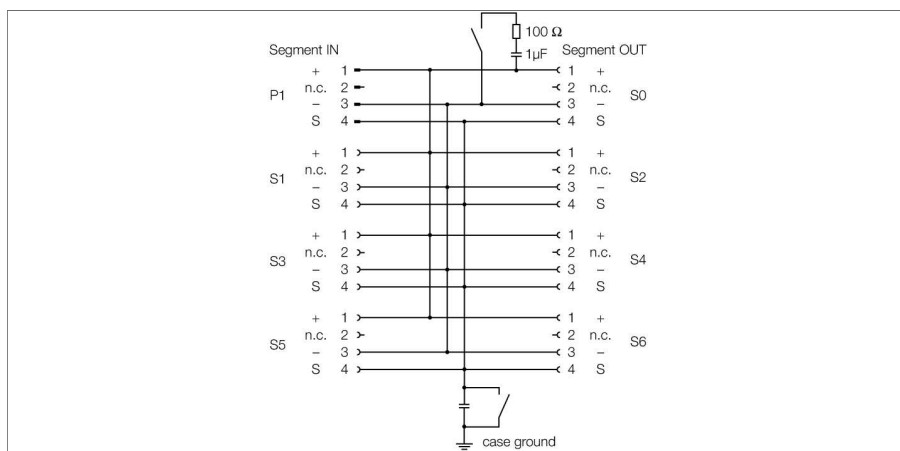 100 Ω
Segment IN 1µF Segment OUT
+ 1 1 +
P1 n.c. 2 2 n.c. S0
– 3 3 –
S 4 4 S
+ 1 1 +
S1 n.c. 2 2 n.c. S2
– 3 3 –
S 4 4 S
+ 1 1 +
S3 n.c. 2 2 n.c. S4
– 3 3 –
S 4 4 S
+ 1 1 +
S5 n.c. 2 2 n.c. S6
– 3 3 –
S 4 4 S
case ground